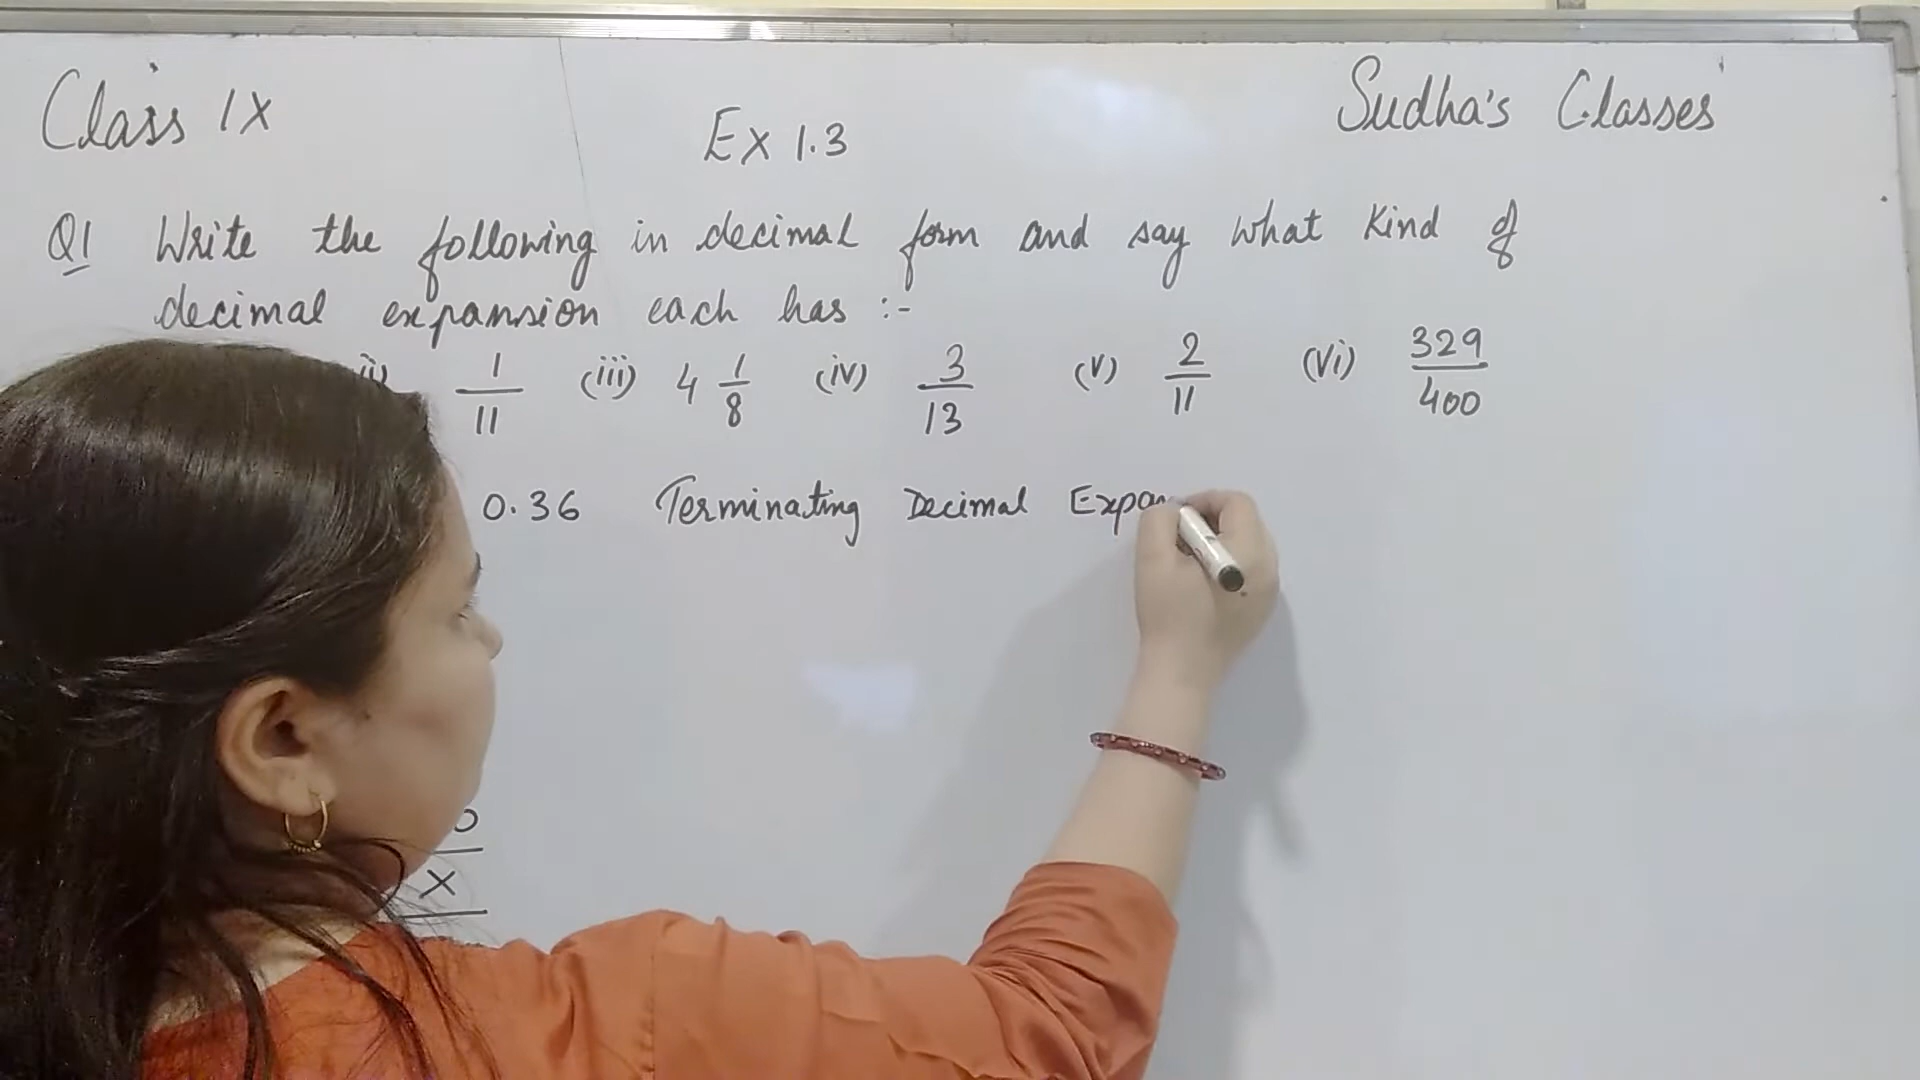 Class IX
Ex 1.3
Sudha's Classes
Q1 Write the following in decimal form and say what kind of
decimal expansion each has :-
ii) 1/11 (iii) 4 1/8 (iv) 3/13 (v) 2/11 (vi) 329/400
0.36 Terminating Decimal Expan
0
X